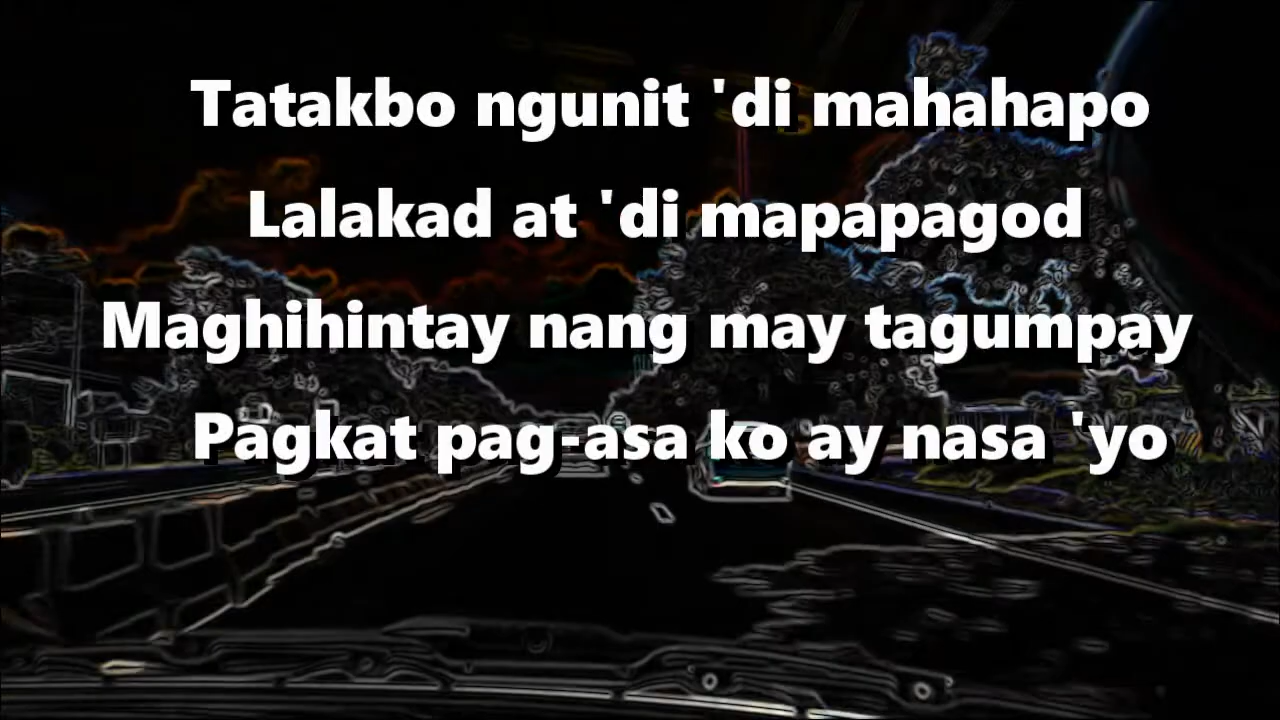 Tatakbo ngunit 'di mahahapo
Lalakad at 'di mapapagod
Maghihintay nang may tagumpay
Pagkat pag-asa ko ay nasa 'yo